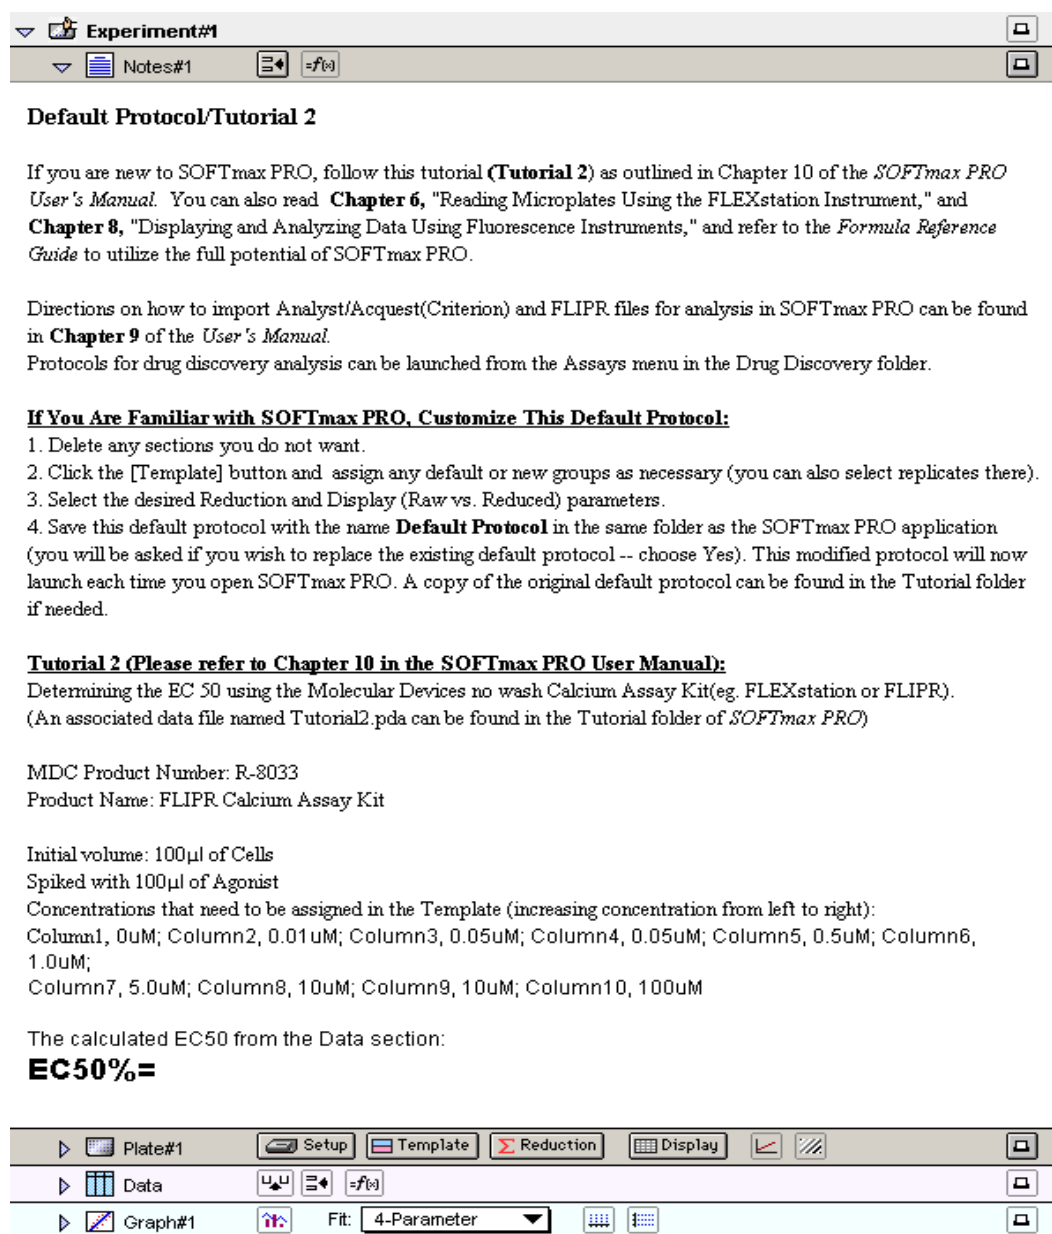 Experiment#1
Notes#1 =f(x)
Default Protocol/Tutorial 2
If you are new to SOFTmax PRO, follow this tutorial (Tutorial 2) as outlined in Chapter 10 of the SOFTmax PRO
User's Manual. You can also read Chapter 6, "Reading Microplates Using the FLEXstation Instrument," and
Chapter 8, "Displaying and Analyzing Data Using Fluorescence Instruments," and refer to the Formula Reference
Guide to utilize the full potential of SOFTmax PRO.
Directions on how to import Analyst/Acquest(Criterion) and FLIPR files for analysis in SOFTmax PRO can be found
in Chapter 9 of the User's Manual.
Protocols for drug discovery analysis can be launched from the Assays menu in the Drug Discovery folder.
If You Are Familiar with SOFTmax PRO, Customize This Default Protocol:
1. Delete any sections you do not want.
2. Click the [Template] button and assign any default or new groups as necessary (you can also select replicates there).
3. Select the desired Reduction and Display (Raw vs. Reduced) parameters.
4. Save this default protocol with the name Default Protocol in the same folder as the SOFTmax PRO application
(you will be asked if you wish to replace the existing default protocol -- choose Yes). This modified protocol will now
launch each time you open SOFTmax PRO. A copy of the original default protocol can be found in the Tutorial folder
if needed.
Tutorial 2 (Please refer to Chapter 10 in the SOFTmax PRO User Manual):
Determining the EC 50 using the Molecular Devices no wash Calcium Assay Kit(eg. FLEXstation or FLIPR).
(An associated data file named Tutorial2.pda can be found in the Tutorial folder of SOFTmax PRO)
MDC Product Number: R-8033
Product Name: FLIPR Calcium Assay Kit
Initial volume: 100µl of Cells
Spiked with 100µl of Agonist
Concentrations that need to be assigned in the Template (increasing concentration from left to right):
Column1, 0uM; Column2, 0.01uM; Column3, 0.05uM; Column4, 0.05uM; Column5, 0.5uM; Column6,
1.0uM;
Column7, 5.0uM; Column8, 10uM; Column9, 10uM; Column10, 100uM
The calculated EC50 from the Data section:
EC50%=
Plate#1 Setup Template Reduction Display
Data =f(x)
Graph#1 Fit: 4-Parameter